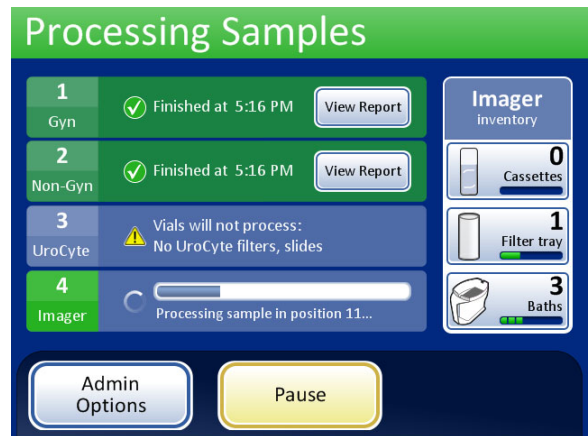 Processing Samples
1
Gyn
Finished at 5:16 PM
View Report
2
Non-Gyn
Finished at 5:16 PM
View Report
3
UroCyte
Vials will not process:
No UroCyte filters, slides
4
Imager
Processing sample in position 11...
Imager
inventory
0
Cassettes
1
Filter tray
3
Baths
Admin
Options
Pause